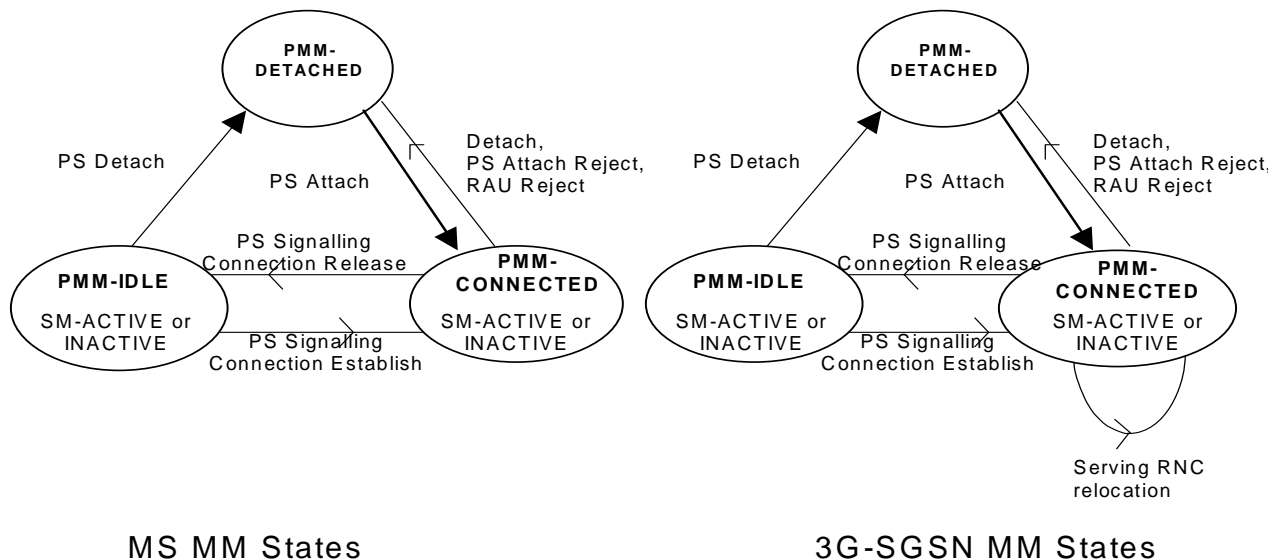 PMM-
DETACHED
PS Detach
PS Attach
Detach,
PS Attach Reject,
RAU Reject
PS Signalling
Connection Release
PMM-IDLE
SM-ACTIVE or
INACTIVE
PMM-
CONNECTED
SM-ACTIVE or
INACTIVE
PS Signalling
Connection Establish
MS MM States
PMM-
DETACHED
PS Detach
PS Attach
Detach,
PS Attach Reject,
RAU Reject
PS Signalling
Connection Release
PMM-IDLE
SM-ACTIVE or
INACTIVE
PMM-
CONNECTED
SM-ACTIVE or
INACTIVE
PS Signalling
Connection Establish
Serving RNC
relocation
3G-SGSN MM States